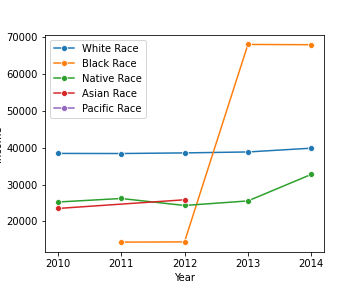 70000
60000
50000
40000
30000
20000
White Race
Black Race
Native Race
Asian Race
Pacific Race
2010 2011 2012 2013 2014
Year